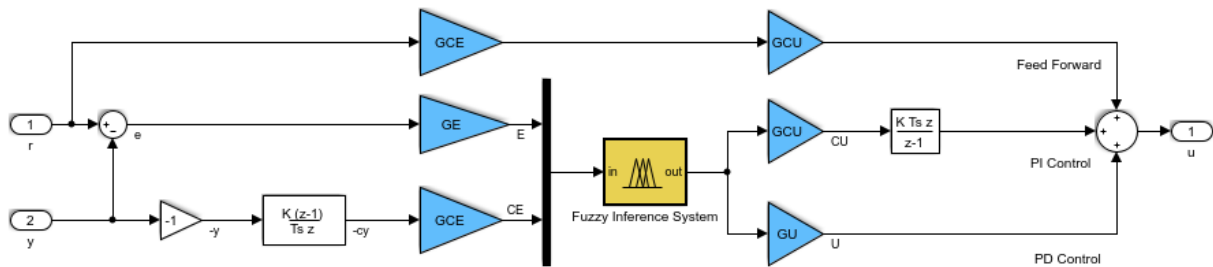 GCE
GCU
Feed Forward
1
r
+
−
e
GE
E
GCU
CU
K Ts z
z-1
PI Control
+
+
+
1
u
in
out
Fuzzy Inference System
2
y
-1
-y
K (z-1)
Ts z
-cy
GCE
CE
GU
U
PD Control